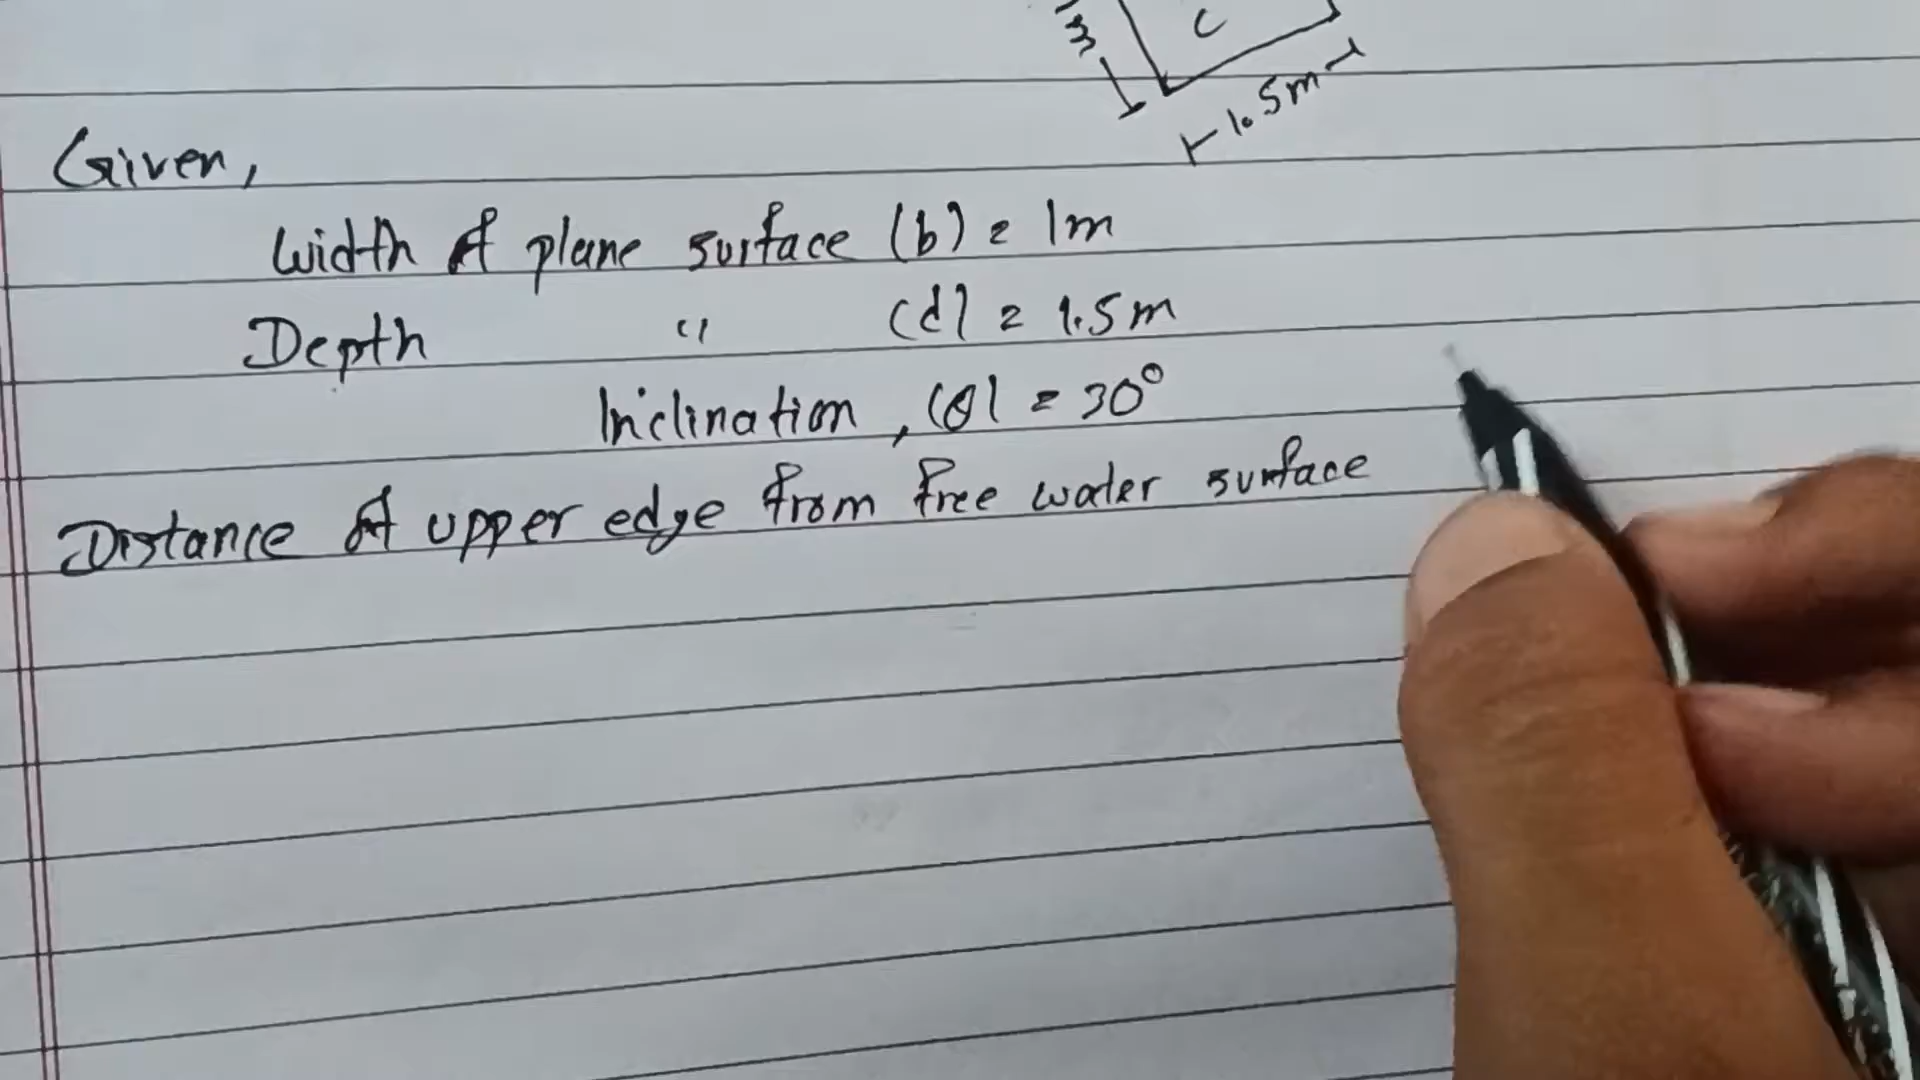 C
m
1.5m
Given,
Width of plane surface (b) = 1m
Depth " (d) = 1.5m
Inclination, (θ) = 30°
Distance of upper edge from free water surface